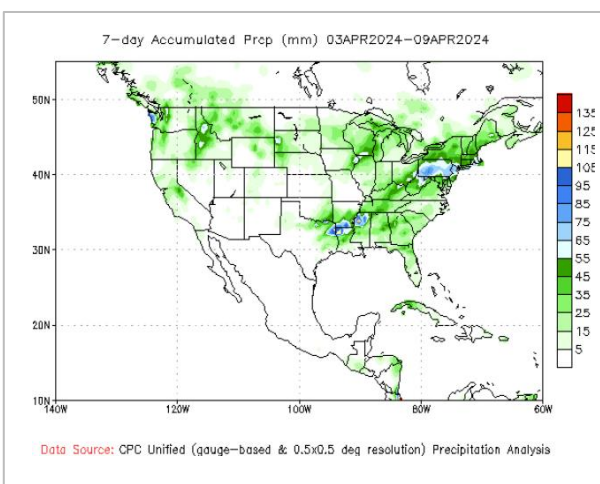 7-day Accumulated Prcp (mm) 03APR2024-09APR2024
50N
40N
30N
20N
10N
140W 120W 100W 80W 60W
135
125
115
105
95
85
75
65
55
45
35
25
15
5
Data Source: CPC Unified (gauge-based & 0.5x0.5 deg resolution) Precipitation Analysis